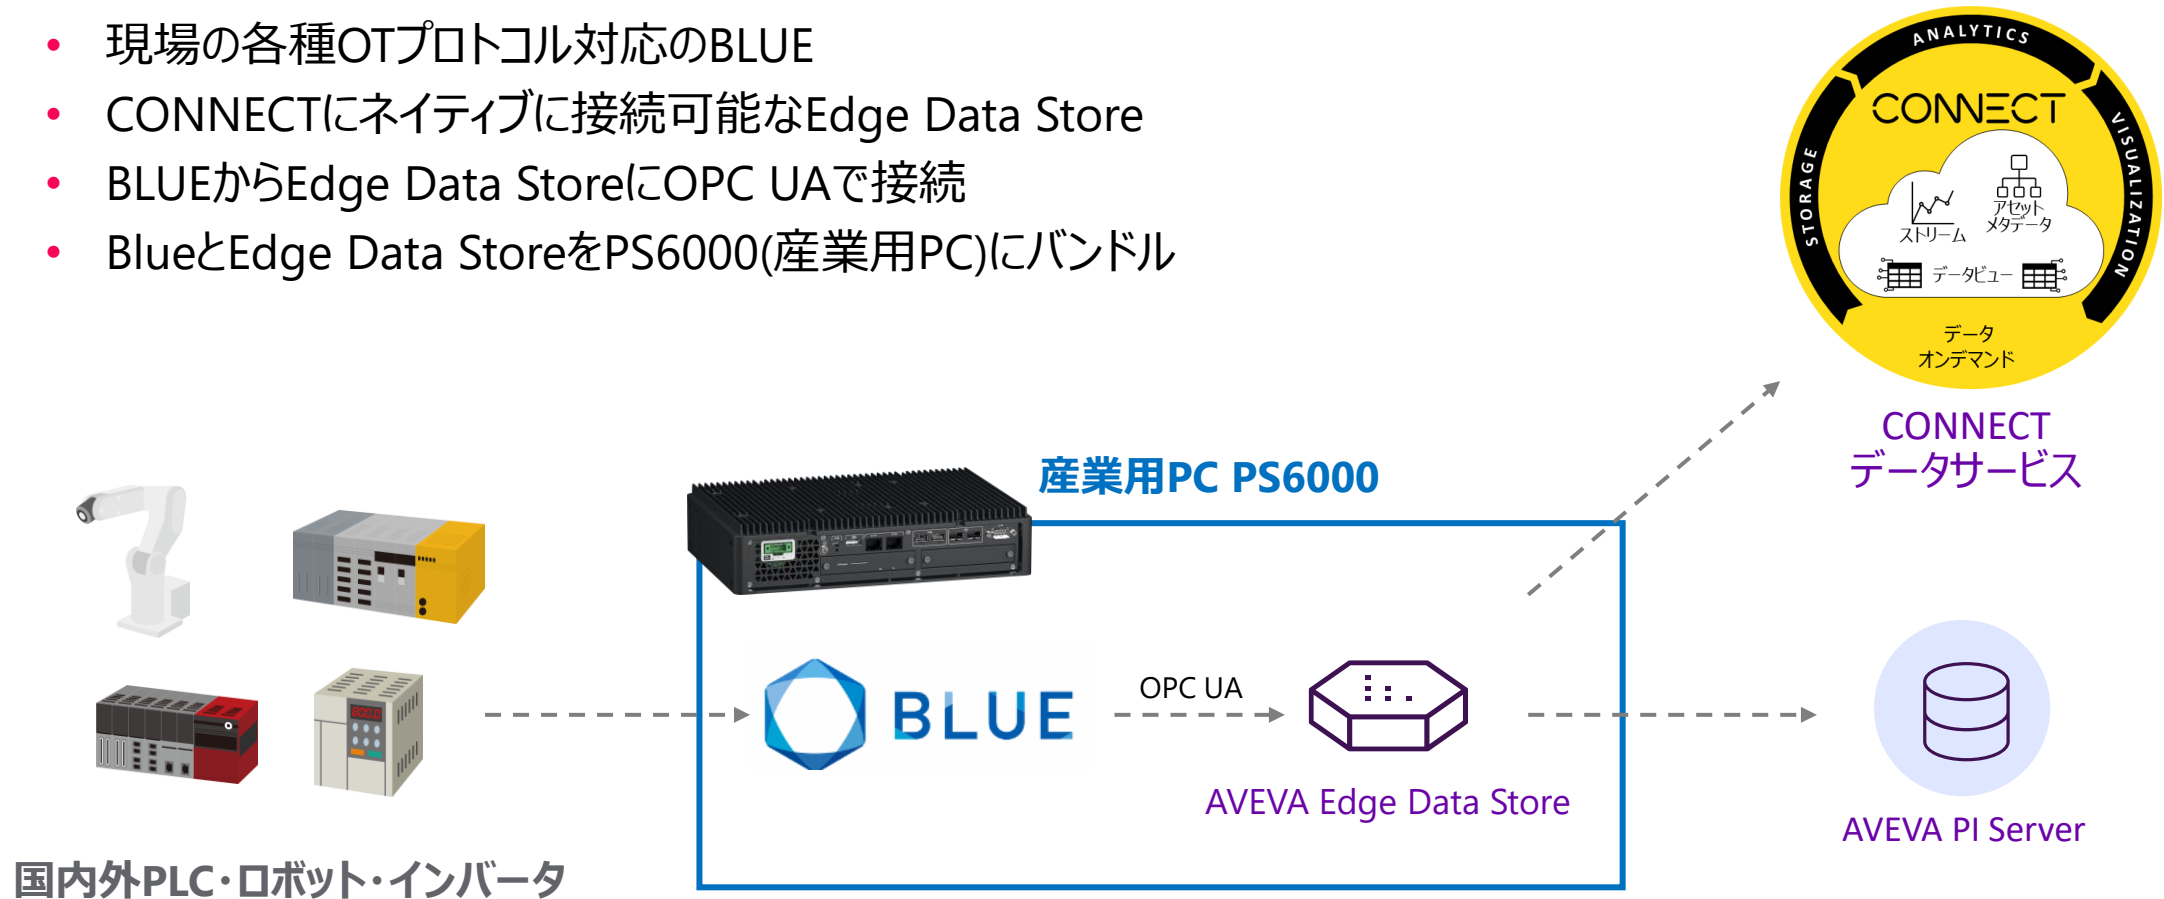 • 現場の各種OTプロトコル対応のBLUE
• CONNECTにネイティブに接続可能なEdge Data Store
• BLUEからEdge Data StoreにOPC UAで接続
• BlueとEdge Data StoreをPS6000(産業用PC)にバンドル
ANALYTICS
STORAGE
VISUALIZATION
CONNECT
ストリーム
アセット
メタデータ
データビュー
データ
オンデマンド
CONNECT
データサービス
産業用PC PS6000
BLUE
OPC UA
AVEVA Edge Data Store
AVEVA PI Server
国内外PLC・ロボット・インバータ